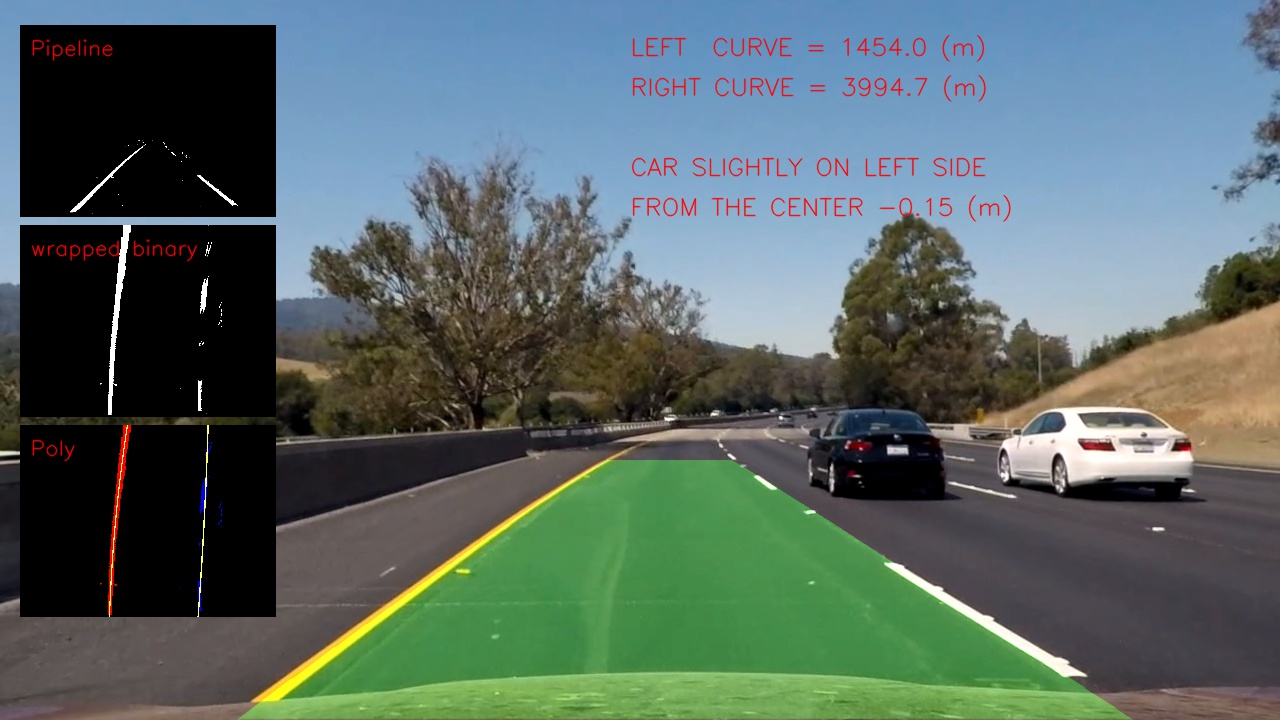 Pipeline
LEFT CURVE = 1454.0 (m)
RIGHT CURVE = 3994.7 (m)
CAR SLIGHTLY ON LEFT SIDE
FROM THE CENTER -0.15 (m)
wrapped binary
Poly